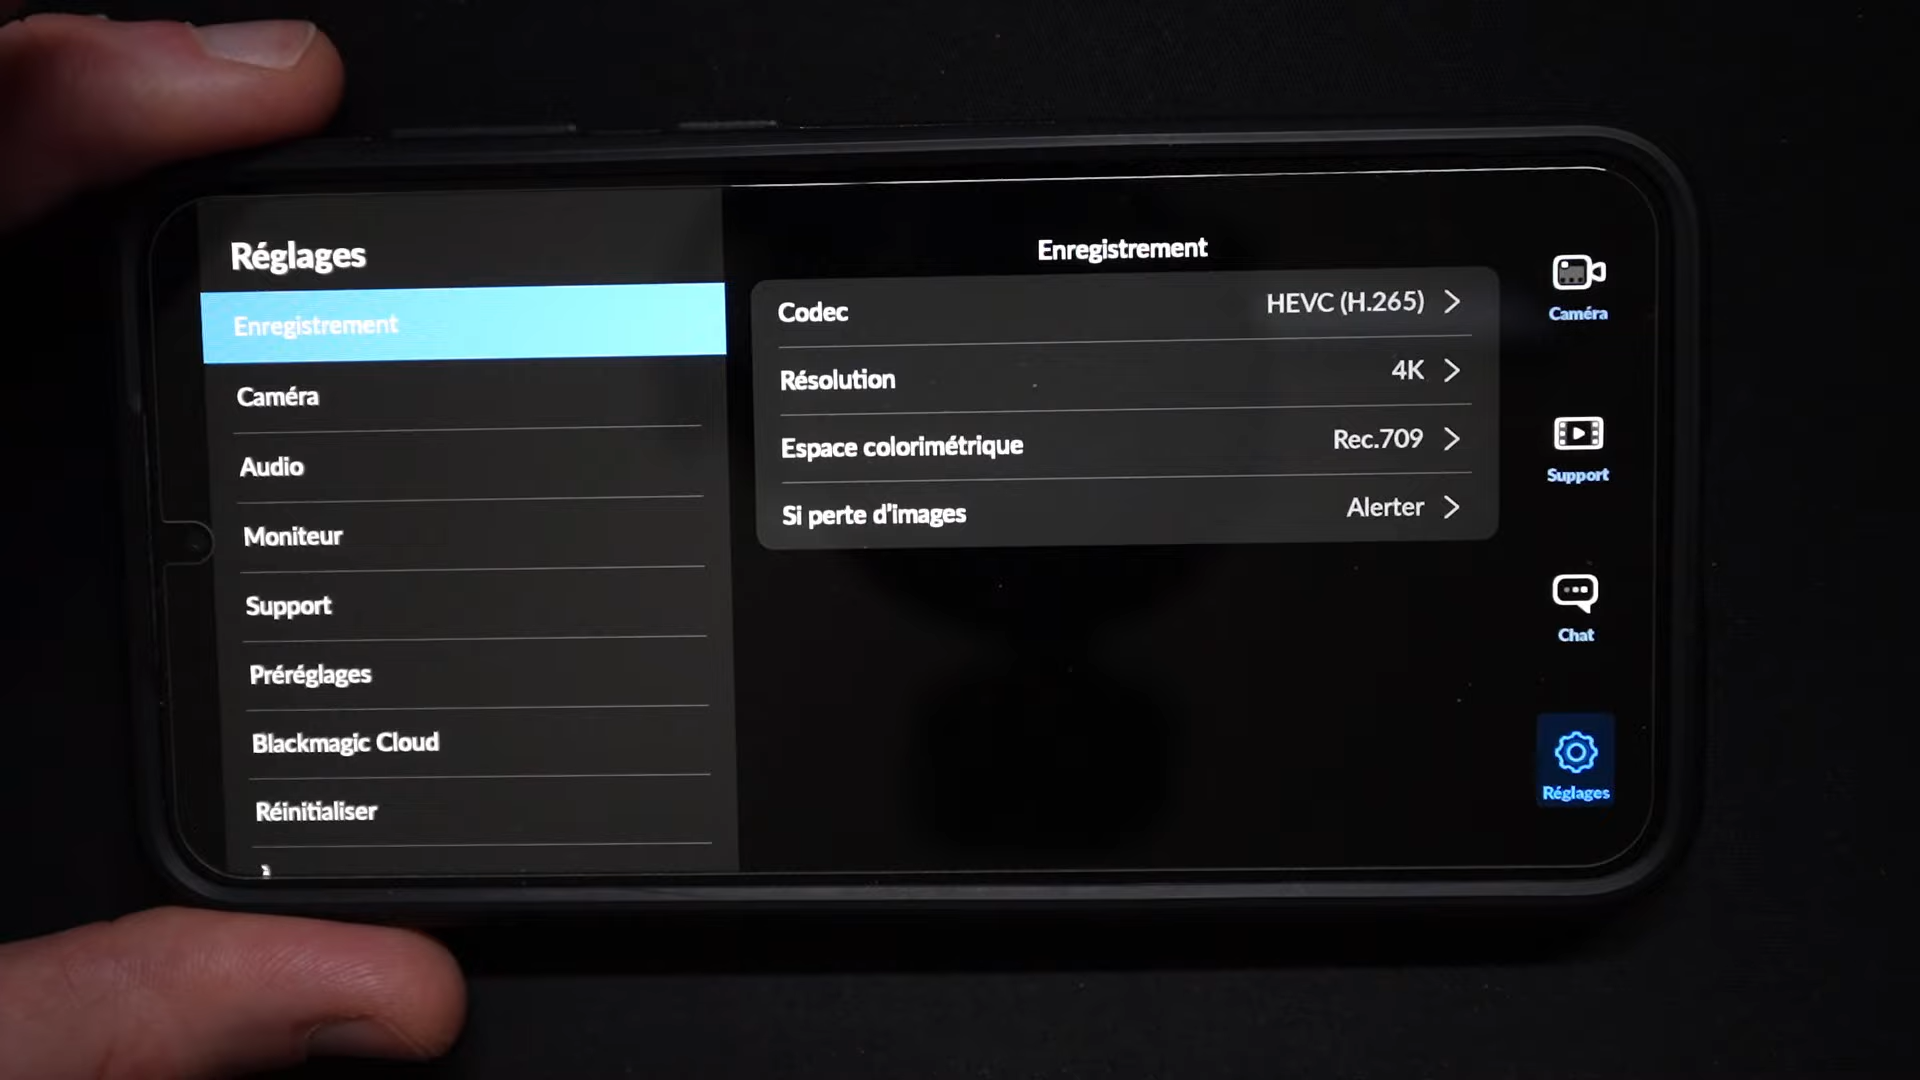 Réglages
Enregistrement
Caméra
Audio
Moniteur
Support
Préréglages
Blackmagic Cloud
Réinitialiser
Enregistrement
Codec HEVC (H.265)
Résolution 4K
Espace colorimétrique Rec.709
Si perte d'images Alerter
Caméra
Support
Chat
Réglages